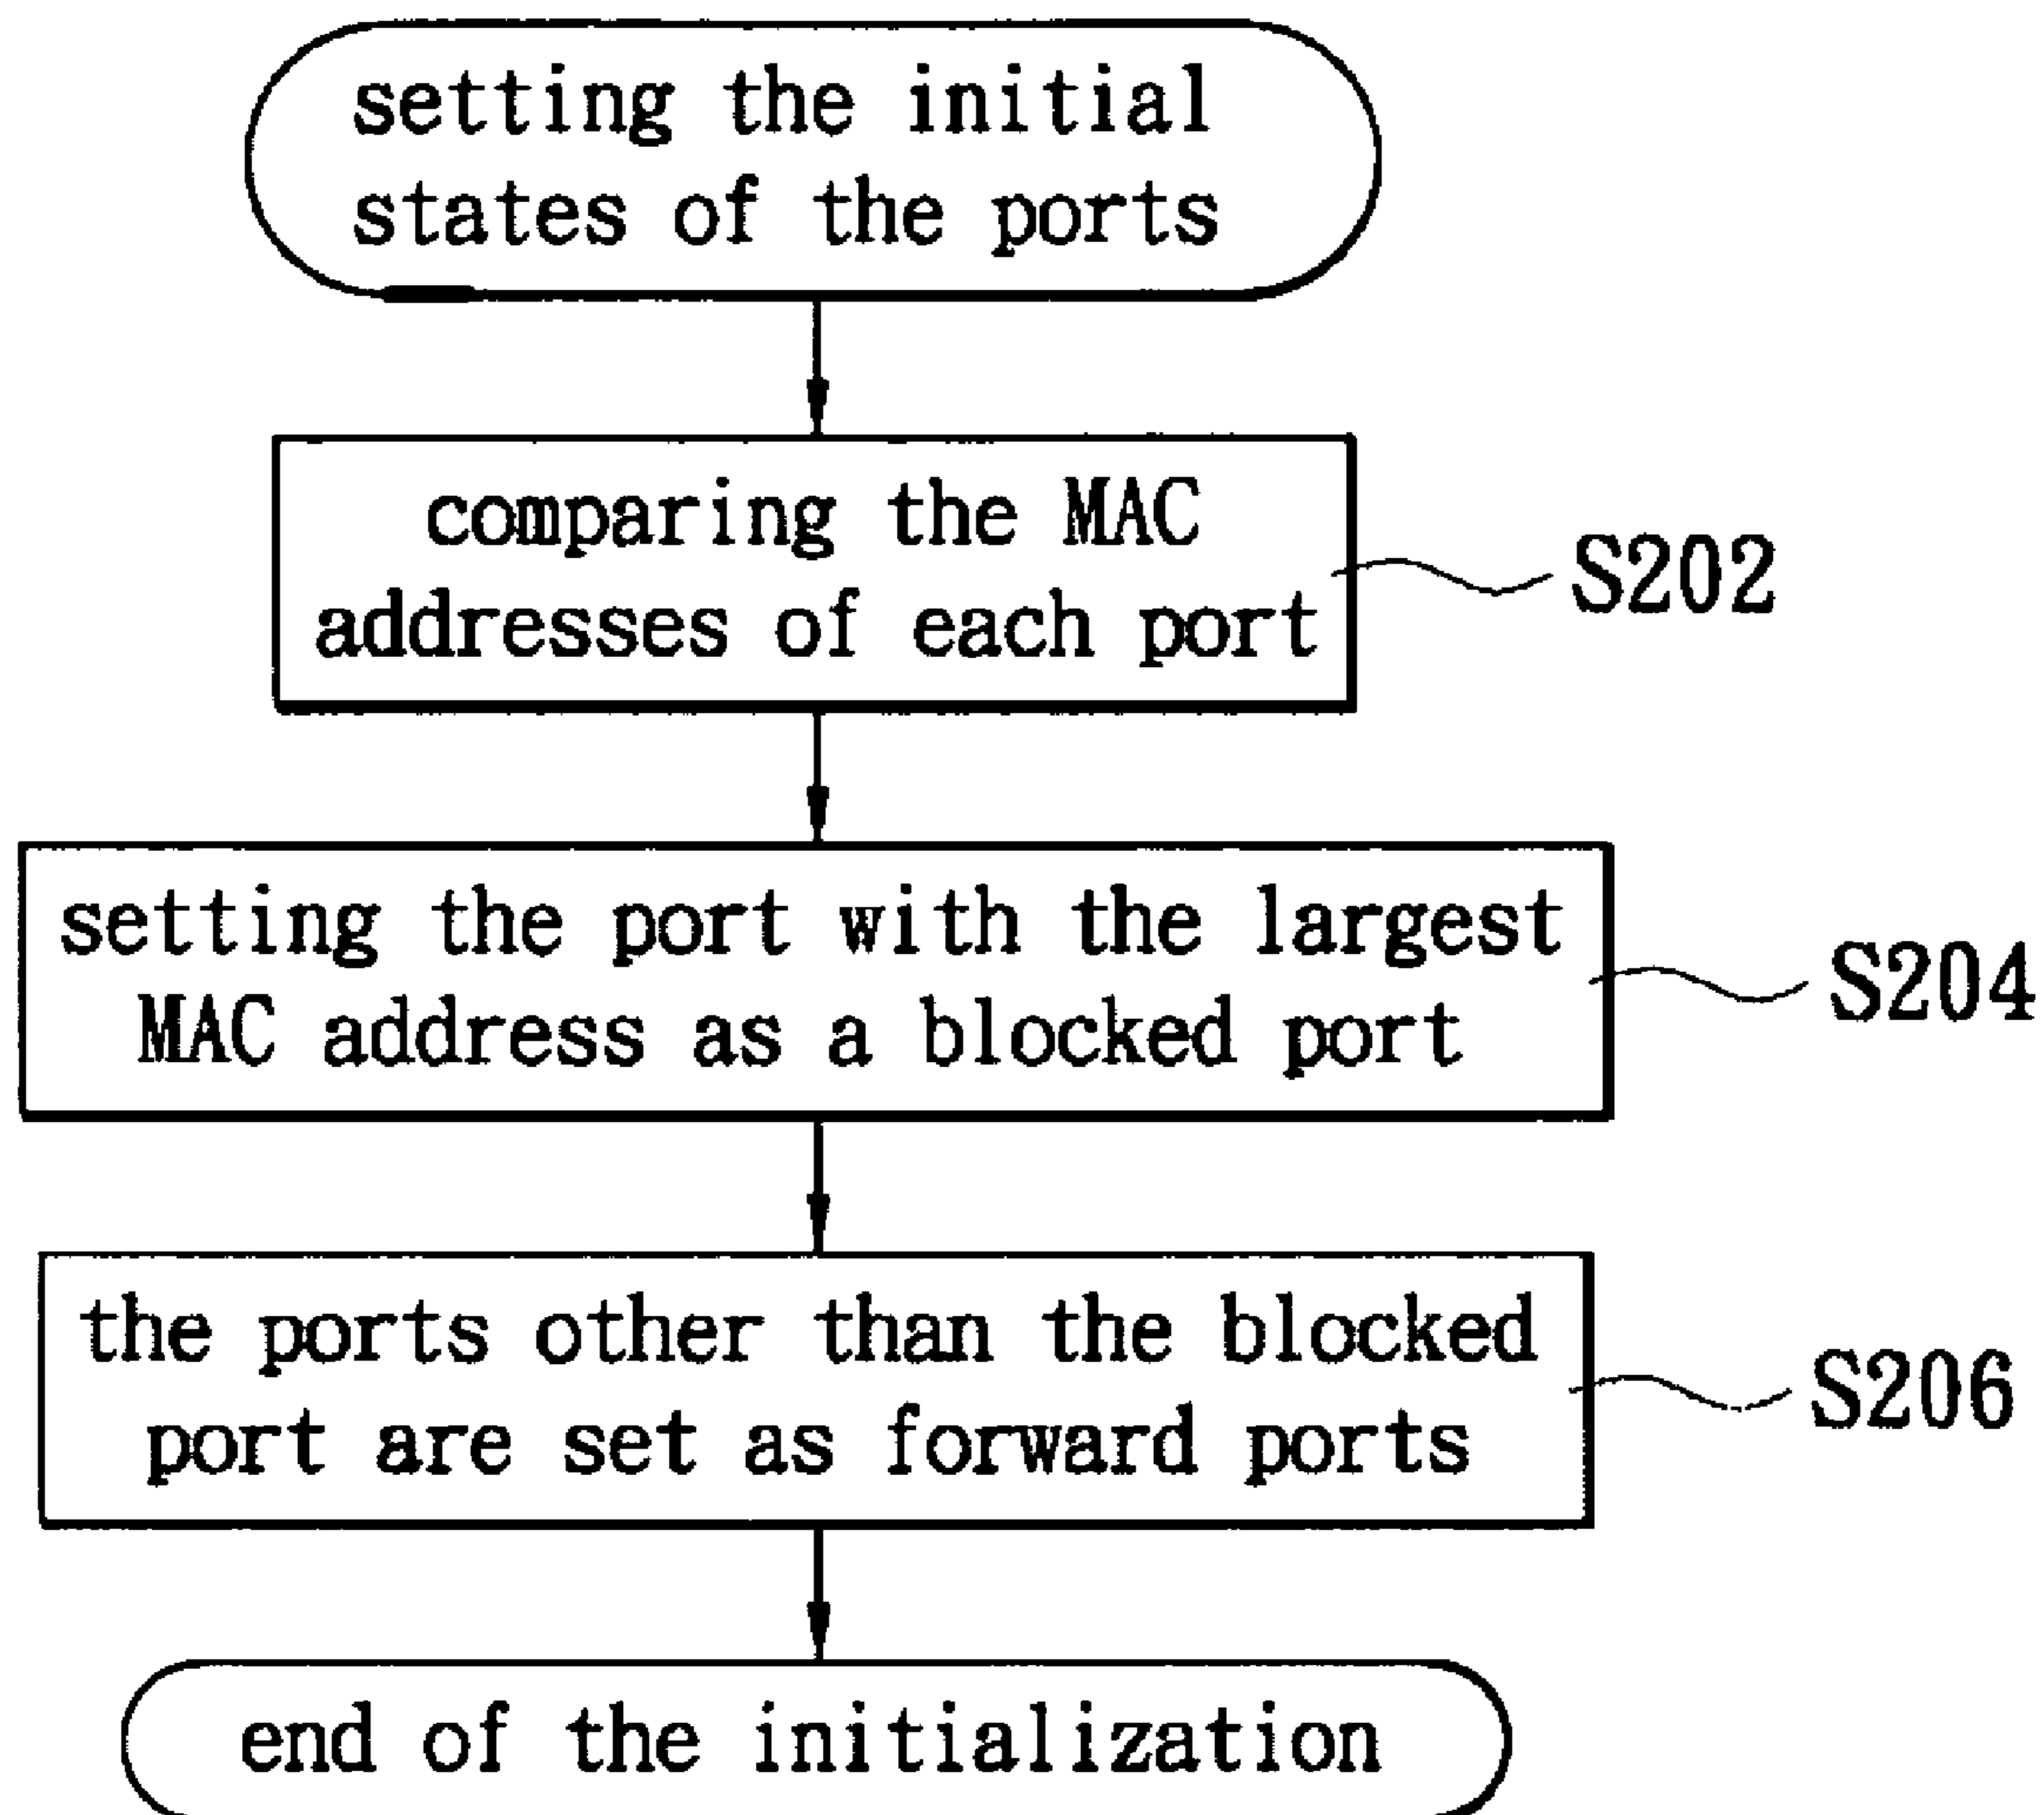 setting the initial
states of the ports
comparing the MAC
addresses of each port
S202
setting the port with the largest
MAC address as a blocked port
S204
the ports other than the blocked
port are set as forward ports
S206
end of the initialization